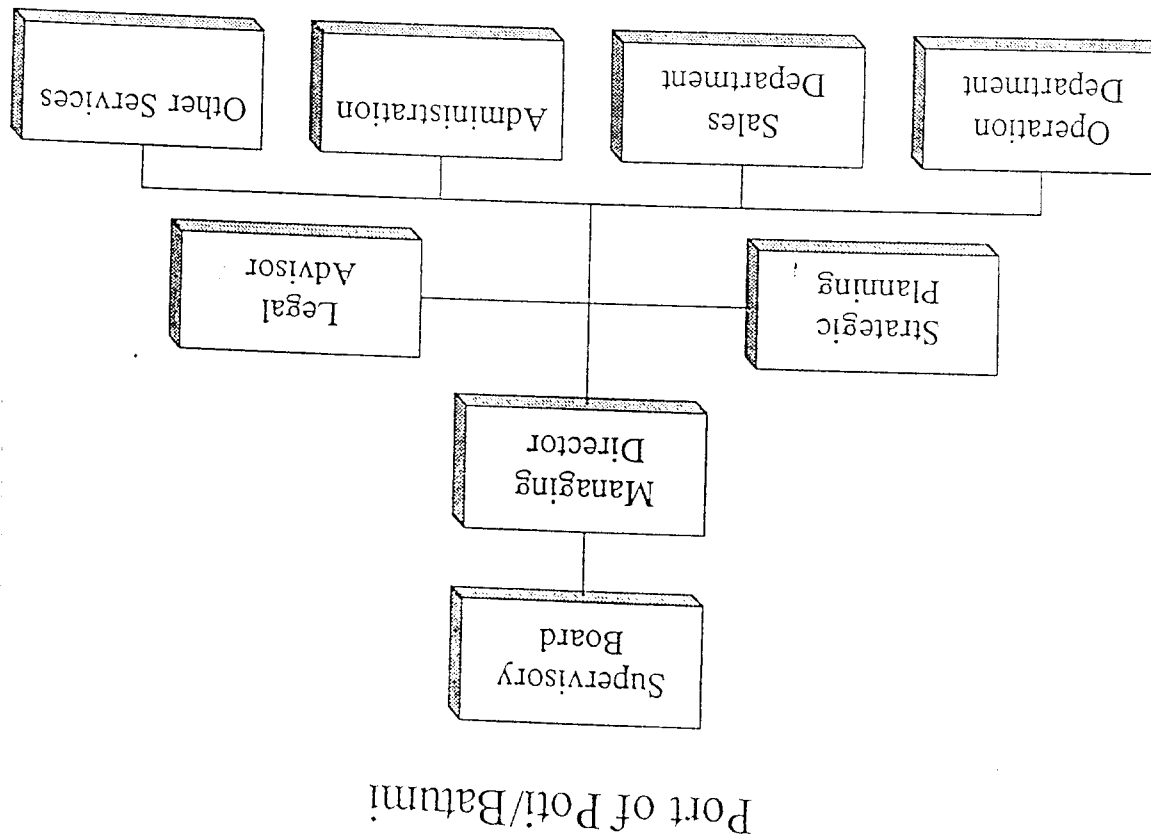 Port of Poti/Batumi
Supervisory
Board
Managing
Director
Strategic
Planning
Legal
Advisor
Operation
Department
Sales
Department
Administration
Other Services